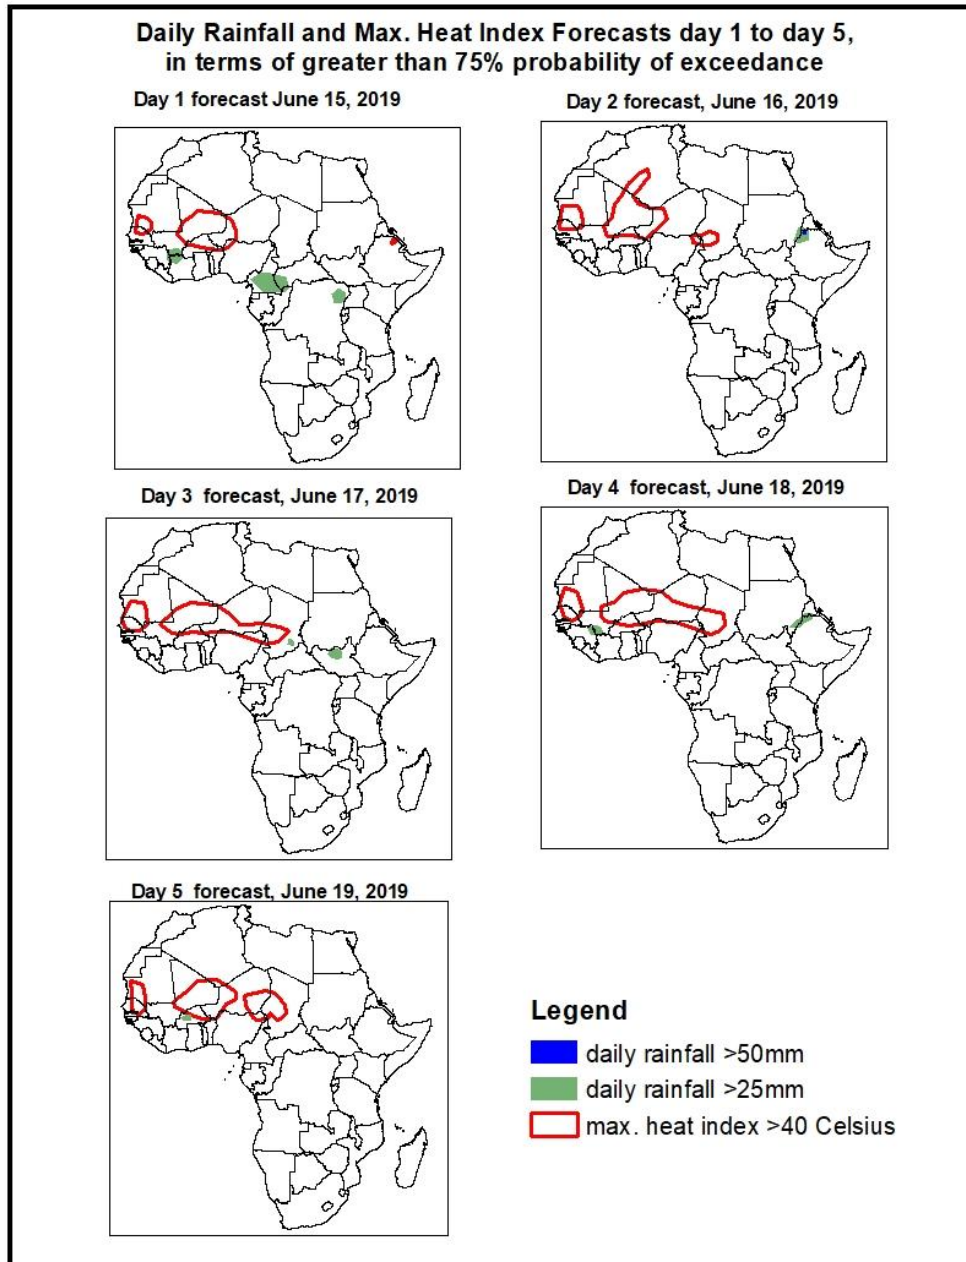 Daily Rainfall and Max. Heat Index Forecasts day 1 to day 5,
in terms of greater than 75% probability of exceedance
Day 1 forecast June 15, 2019
Day 2 forecast, June 16, 2019
Day 3 forecast, June 17, 2019
Day 4 forecast, June 18, 2019
Day 5 forecast, June 19, 2019
Legend
daily rainfall >50mm
daily rainfall >25mm
max. heat index >40 Celsius